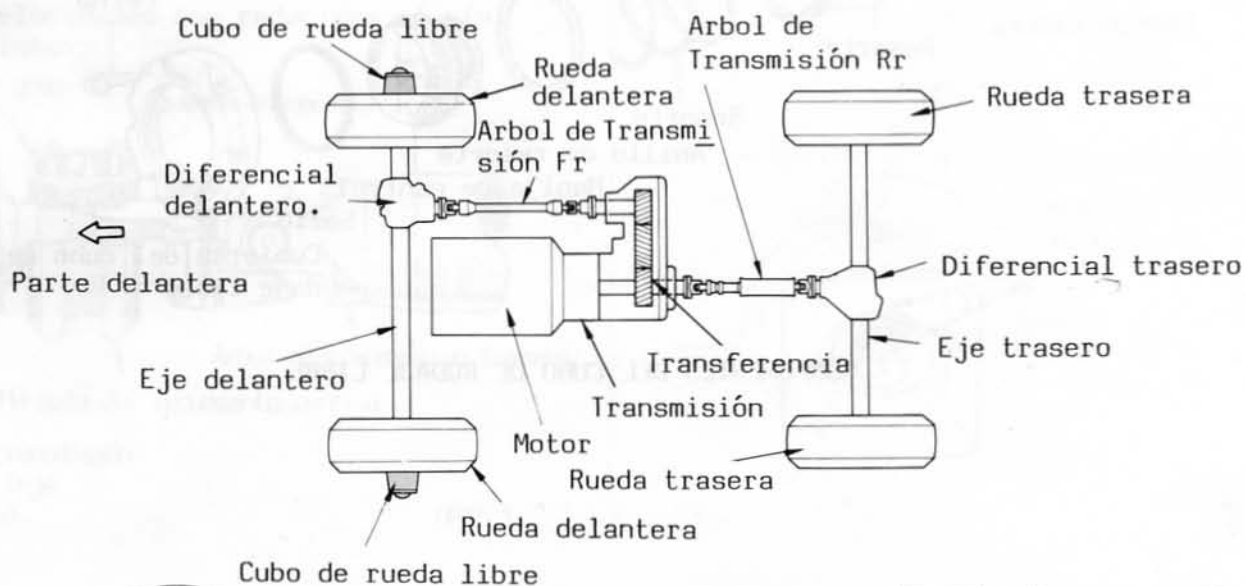 Cubo de rueda libre
Arbol de
Transmisión Rr
Rueda
delantera
Rueda trasera
Arbol de Transmi
sión Fr
Diferencial
delantero.
Parte delantera
Diferencial trasero
Eje trasero
Transferencia
Eje delantero
Transmisión
Motor
Rueda trasera
Rueda delantera
Cubo de rueda libre